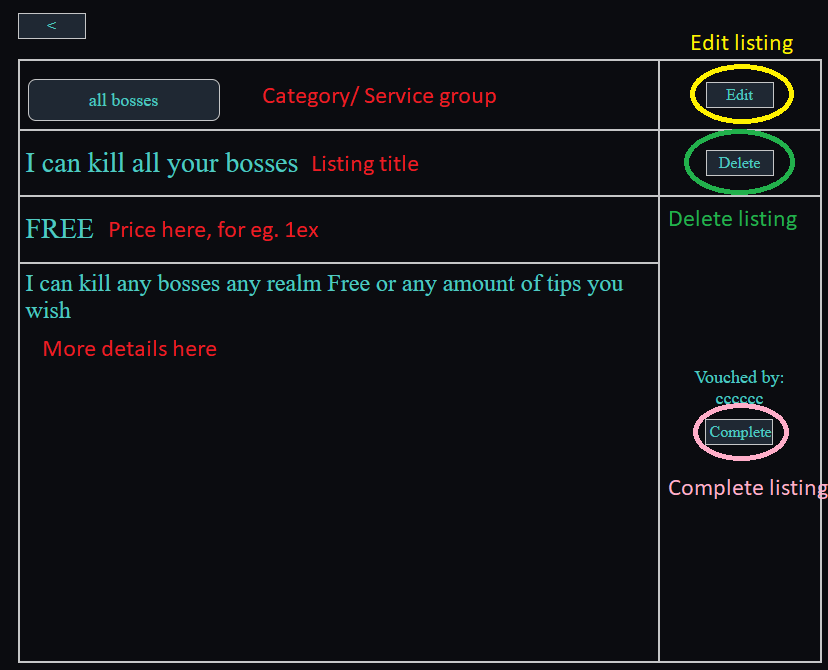 <
Edit listing
all bosses
Category/ Service group
Edit
I can kill all your bosses
Listing title
Delete
FREE
Price here, for eg. 1ex
Delete listing
I can kill any bosses any realm Free or any amount of tips you
wish
More details here
Vouched by:
cccccc
Complete
Complete listing